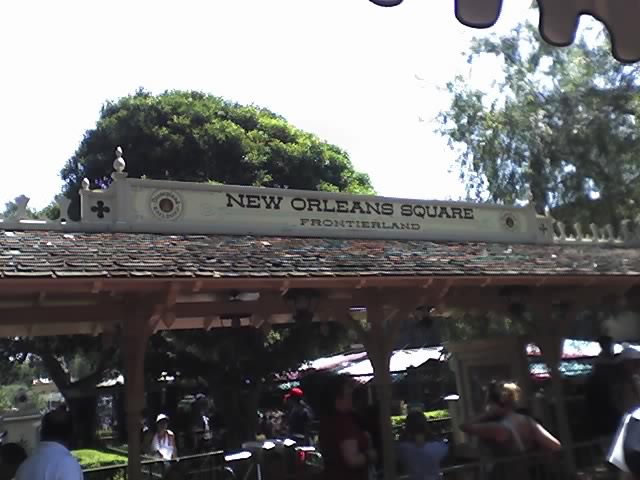 NEW ORLEANS SQUARE
FRONTIERLAND